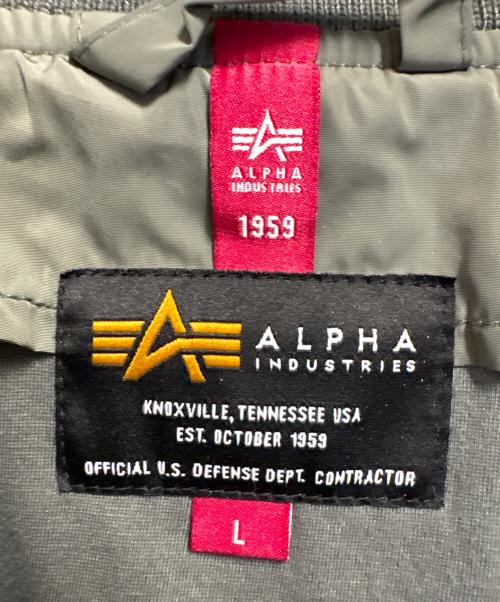 ALPHA
INDUSTRIES
1959
ALPHA
INDUSTRIES
KNOXVILLE, TENNESSEE USA
EST. OCTOBER 1959
OFFICIAL U.S. DEFENSE DEPT. CONTRACTOR
L